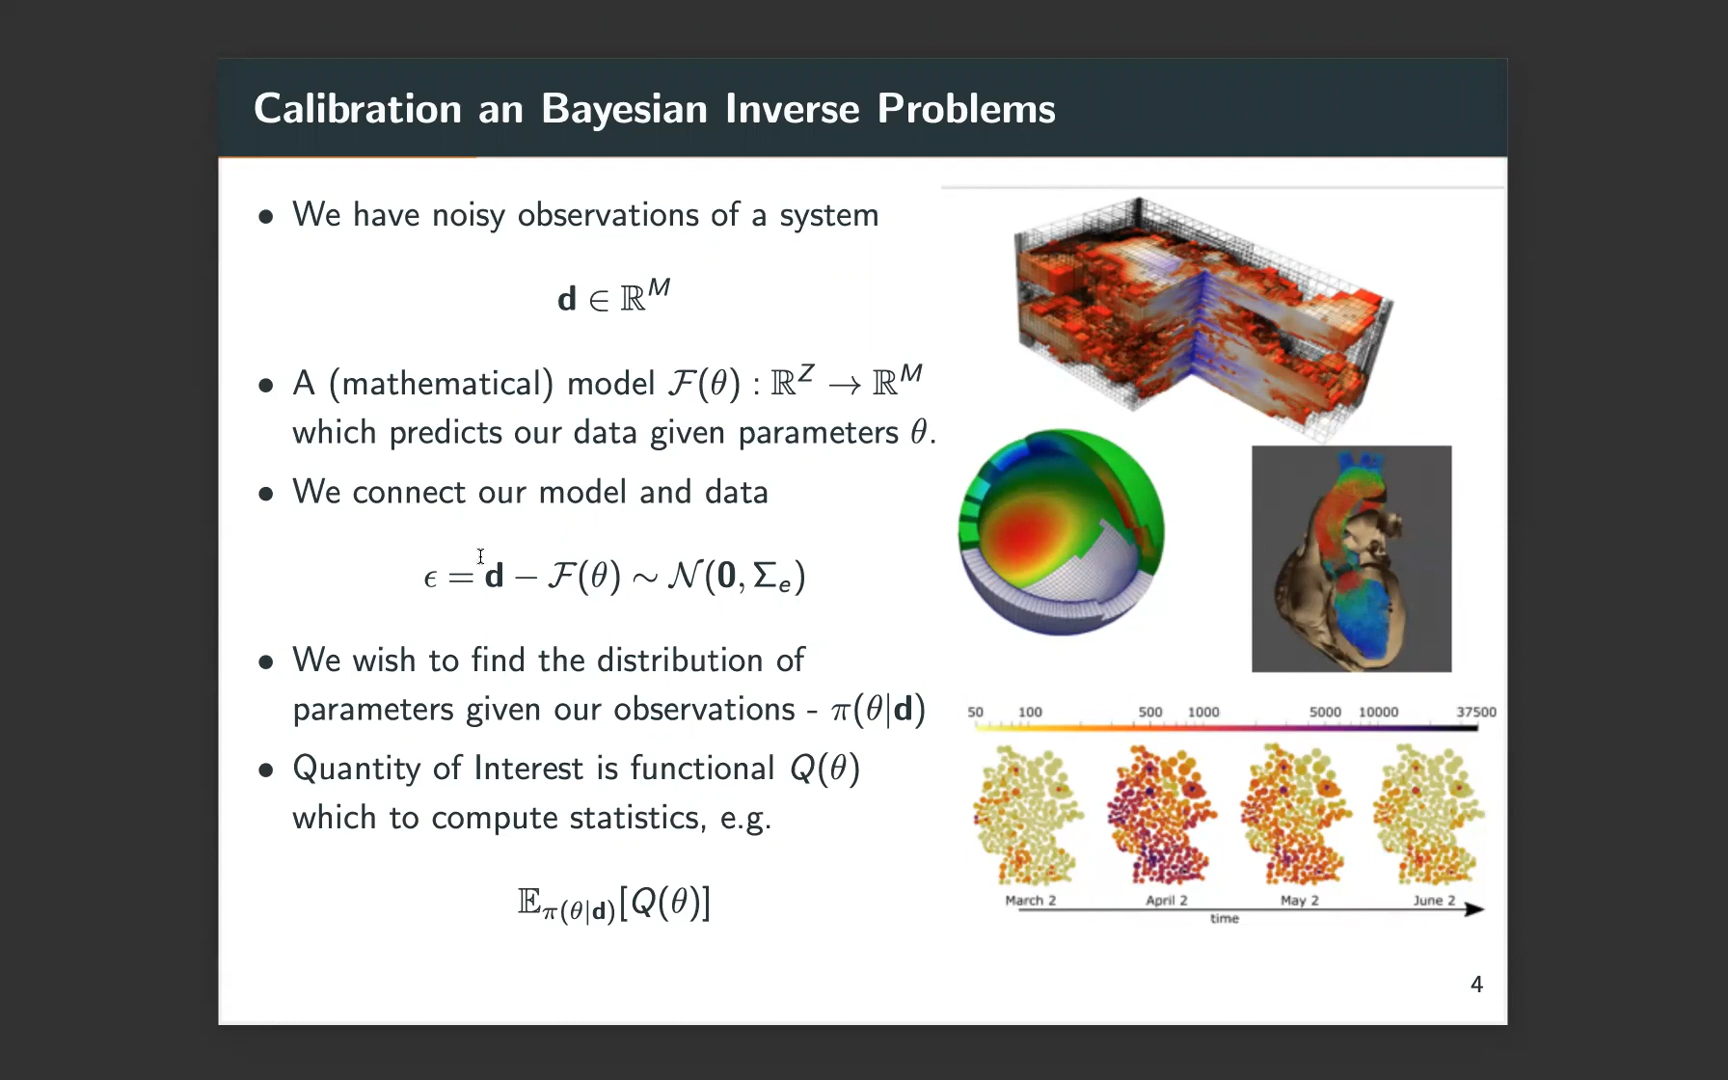 Calibration an Bayesian Inverse Problems
• We have noisy observations of a system
d ∈ ℝ^M
• A (mathematical) model ℱ(θ) : ℝ^Z → ℝ^M
which predicts our data given parameters θ.
• We connect our model and data
ϵ = d − ℱ(θ) ∼ 𝒩(0, Σ_e)
• We wish to find the distribution of
parameters given our observations - π(θ|d)
• Quantity of Interest is functional Q(θ)
which to compute statistics, e.g.
𝔼_π(θ|d)[Q(θ)]
50 100 500 1000 5000 10000 37500
March 2 April 2 May 2 June 2
time
4